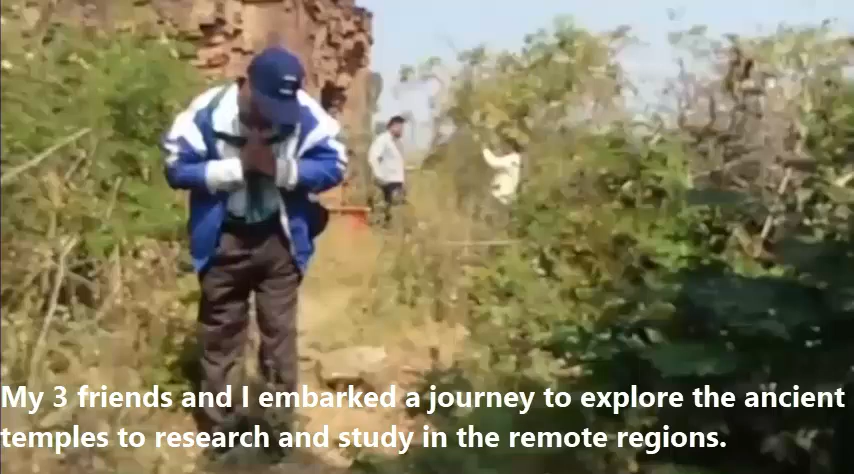 My 3 friends and I embarked a journey to explore the ancient
temples to research and study in the remote regions.